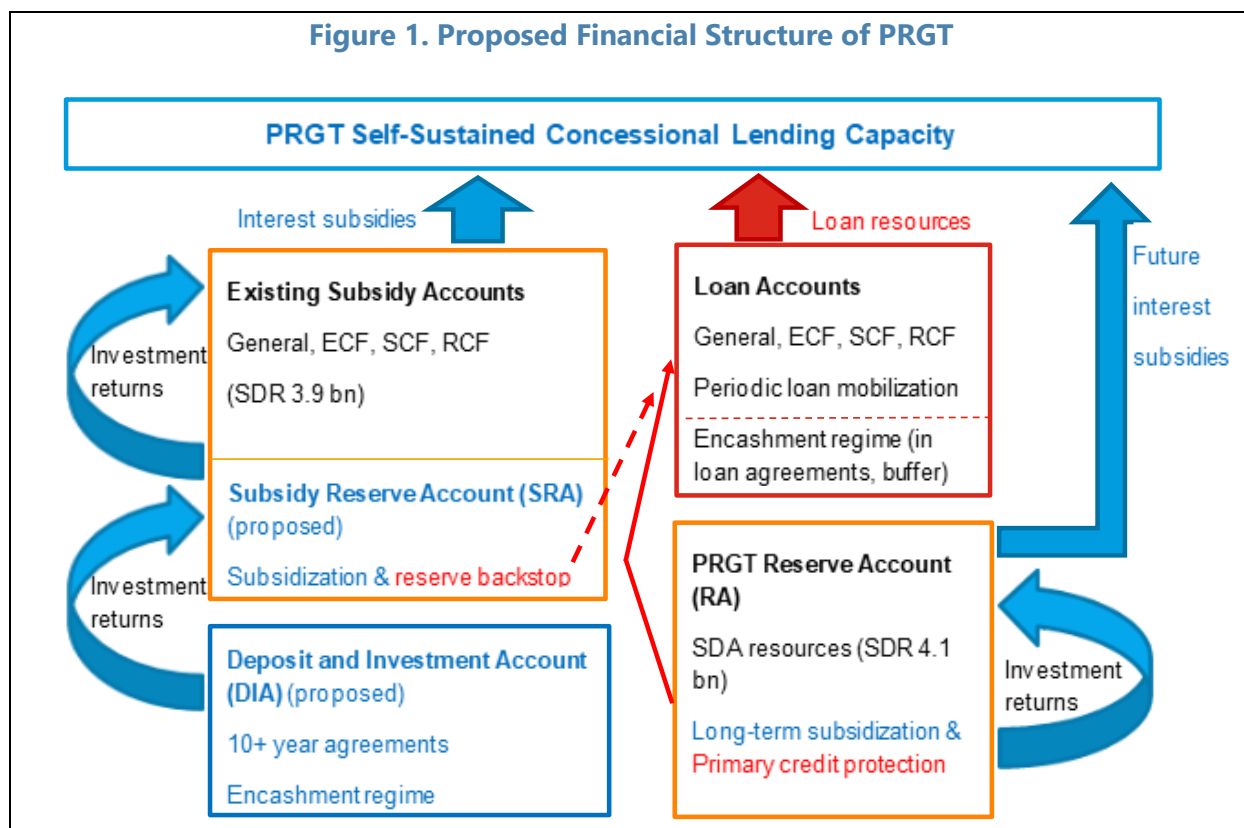 Figure 1. Proposed Financial Structure of PRGT
PRGT Self-Sustained Concessional Lending Capacity
Interest subsidies
Loan resources
Future
interest
subsidies
Investment
returns
Existing Subsidy Accounts
General, ECF, SCF, RCF
(SDR 3.9 bn)
Subsidy Reserve Account (SRA)
(proposed)
Subsidization & reserve backstop
Investment
returns
Deposit and Investment Account
(DIA) (proposed)
10+ year agreements
Encashment regime
Loan Accounts
General, ECF, SCF, RCF
Periodic loan mobilization
Encashment regime (in
loan agreements, buffer)
PRGT Reserve Account
(RA)
SDA resources (SDR 4.1
bn)
Long-term subsidization &
Primary credit protection
Investment
returns